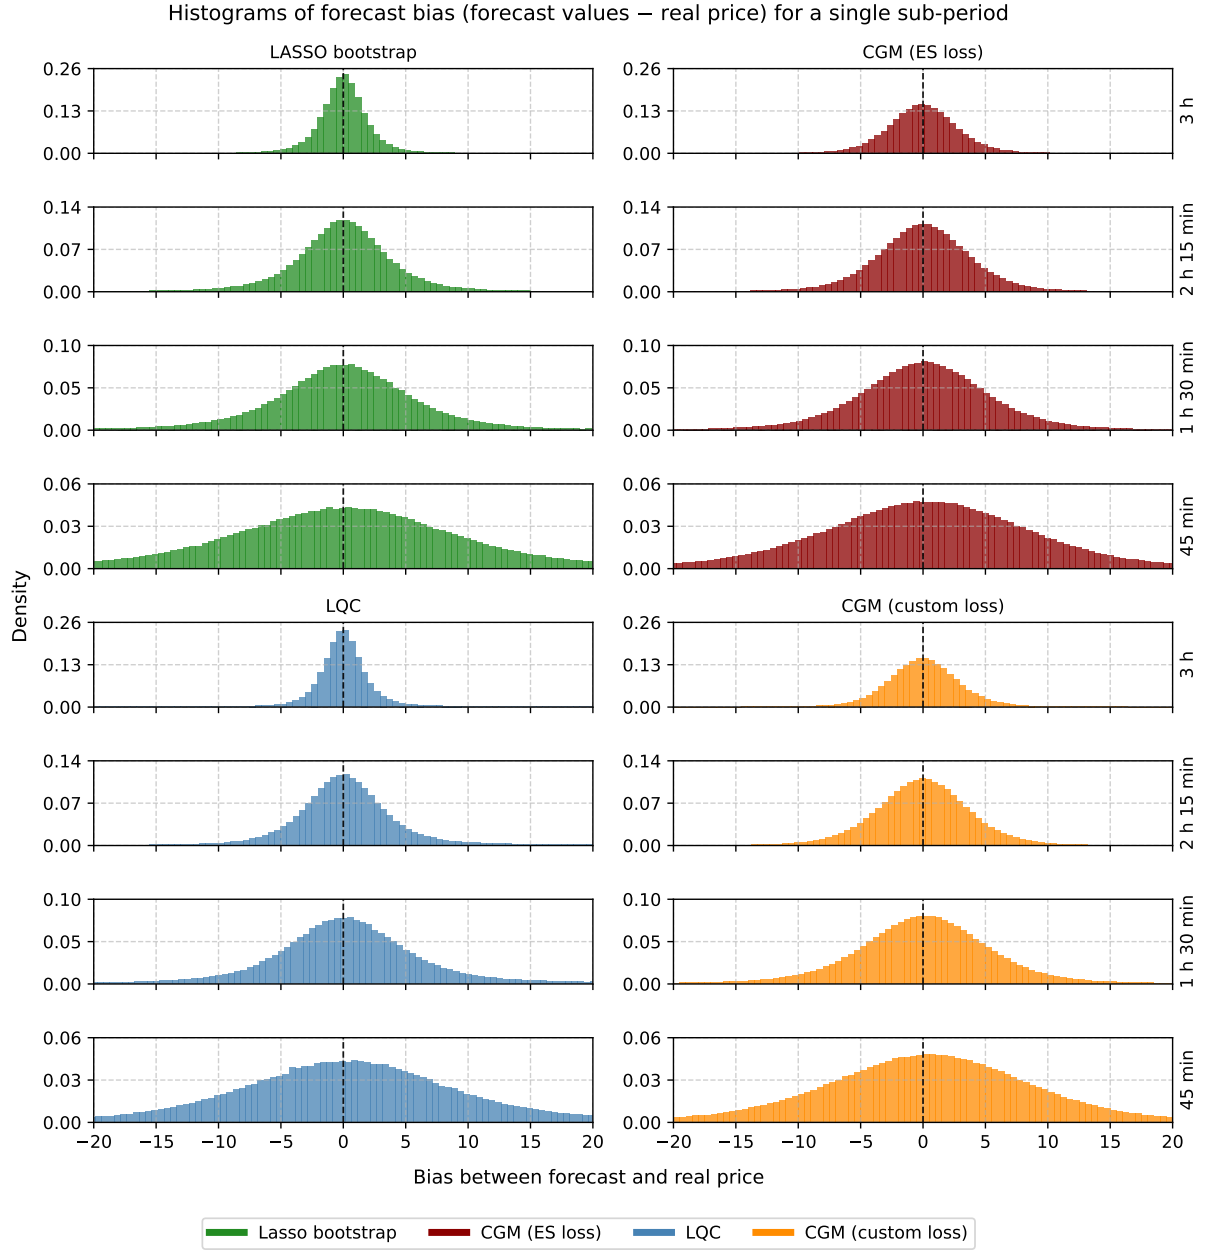 Histograms of forecast bias (forecast values − real price) for a single sub-period
LASSO bootstrap
CGM (ES loss)
0.26
0.13
0.00
0.26
0.13
0.00
3 h
0.14
0.07
0.00
0.14
0.07
0.00
2 h 15 min
0.10
0.05
0.00
0.10
0.05
0.00
1 h 30 min
0.06
0.03
0.00
0.06
0.03
0.00
45 min
Density
LQC
CGM (custom loss)
0.26
0.13
0.00
0.26
0.13
0.00
3 h
0.14
0.07
0.00
0.14
0.07
0.00
2 h 15 min
0.10
0.05
0.00
0.10
0.05
0.00
1 h 30 min
0.06
0.03
0.00
0.06
0.03
0.00
45 min
−20 −15 −10 −5 0 5 10 15 20
−20 −15 −10 −5 0 5 10 15 20
Bias between forecast and real price
Lasso bootstrap CGM (ES loss) LQC CGM (custom loss)